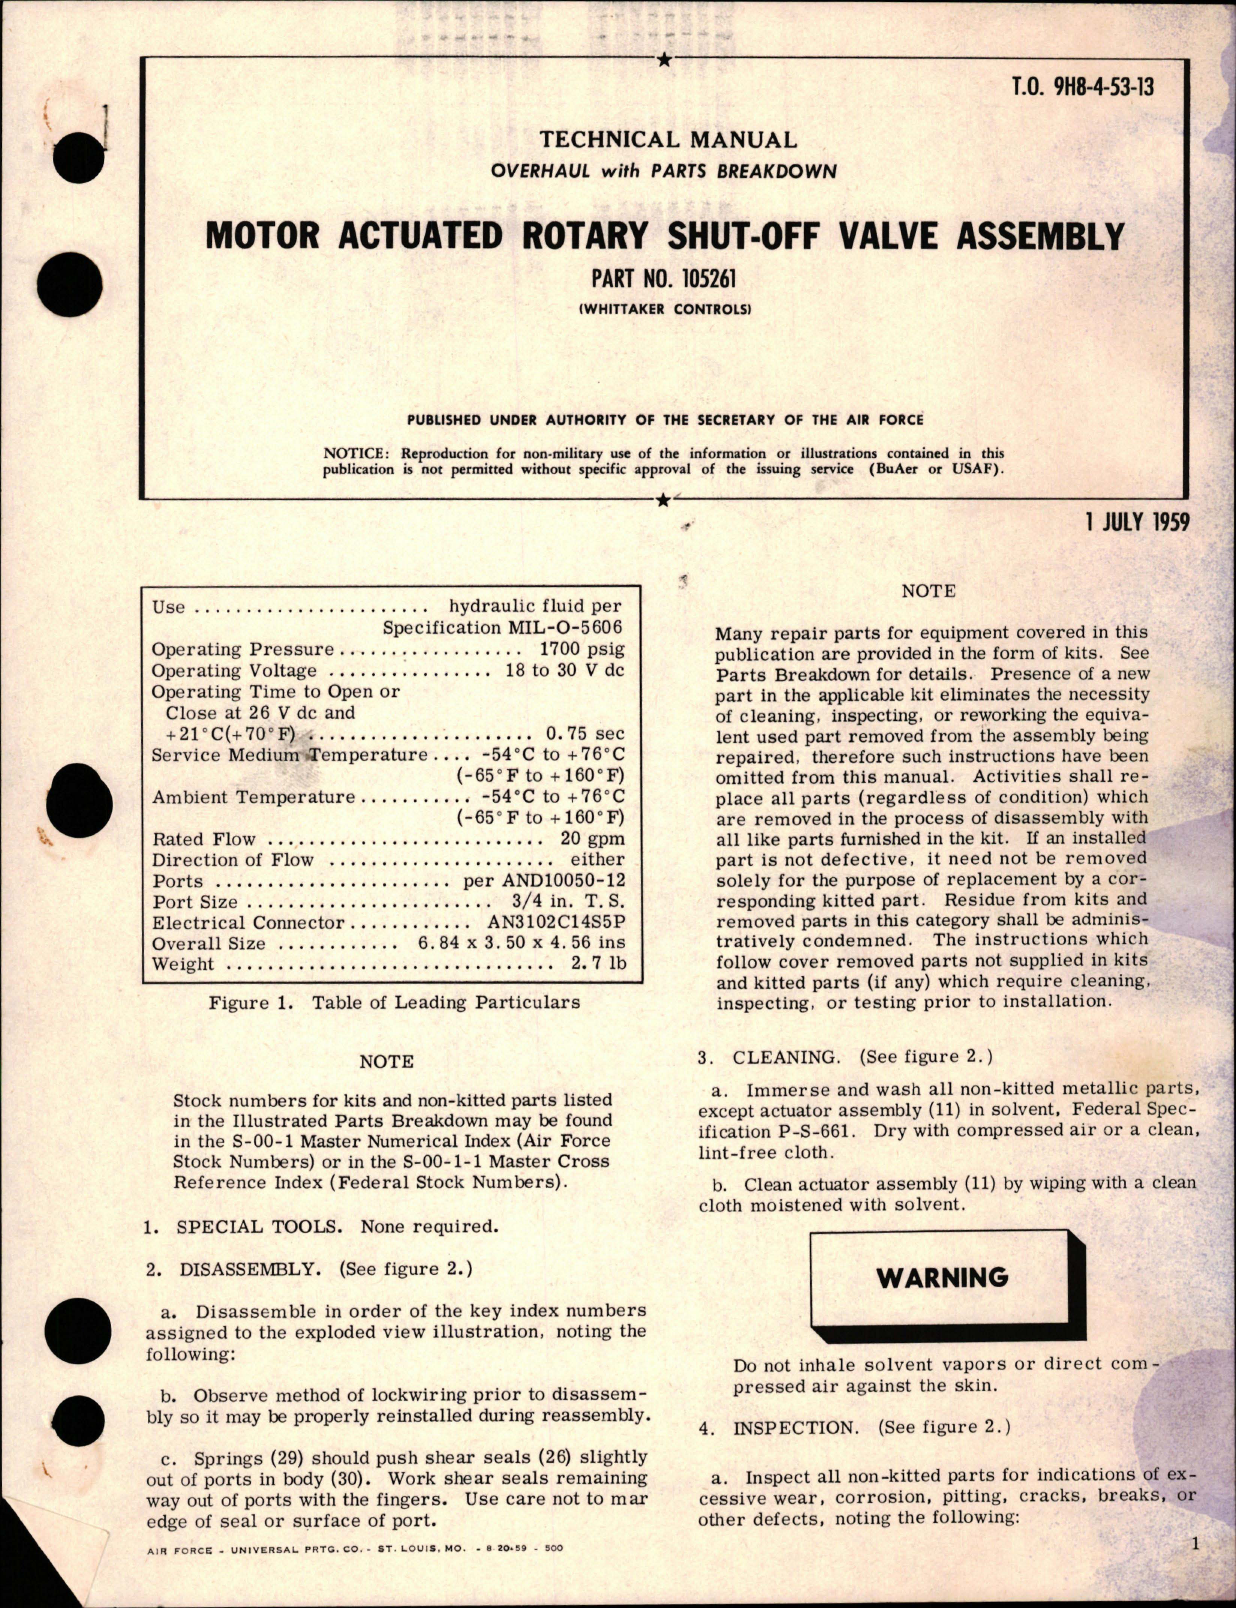 T.O. 9H8-4-53-13
TECHNICAL MANUAL
OVERHAUL with PARTS BREAKDOWN
MOTOR ACTUATED ROTARY SHUT-OFF VALVE ASSEMBLY
PART NO. 105261
(WHITTAKER CONTROLS)
PUBLISHED UNDER AUTHORITY OF THE SECRETARY OF THE AIR FORCE
NOTICE: Reproduction for non-military use of the information or illustrations contained in this
publication is not permitted without specific approval of the issuing service (BuAer or USAF).
1 JULY 1959
Use ....................... hydraulic fluid per
Specification MIL-O-5606
Operating Pressure.................. 1700 psig
Operating Voltage ................ 18 to 30 V dc
Operating Time to Open or
Close at 26 V dc and
+21°C(+70°F) ...................... 0.75 sec
Service Medium Temperature.... -54°C to +76°C
(-65°F to +160°F)
Ambient Temperature........... -54°C to +76°C
(-65°F to +160°F)
Rated Flow ........................... 20 gpm
Direction of Flow ...................... either
Ports ....................... per AND10050-12
Port Size ........................ 3/4 in. T.S.
Electrical Connector............ AN3102C14S5P
Overall Size ............ 6.84 x 3.50 x 4.56 ins
Weight ................................ 2.7 lb
Figure 1. Table of Leading Particulars
NOTE
Stock numbers for kits and non-kitted parts listed
in the Illustrated Parts Breakdown may be found
in the S-00-1 Master Numerical Index (Air Force
Stock Numbers) or in the S-00-1-1 Master Cross
Reference Index (Federal Stock Numbers).
1. SPECIAL TOOLS. None required.
2. DISASSEMBLY. (See figure 2.)
a. Disassemble in order of the key index numbers
assigned to the exploded view illustration, noting the
following:
b. Observe method of lockwiring prior to disassem-
bly so it may be properly reinstalled during reassembly.
c. Springs (29) should push shear seals (26) slightly
out of ports in body (30). Work shear seals remaining
way out of ports with the fingers. Use care not to mar
edge of seal or surface of port.
NOTE
Many repair parts for equipment covered in this
publication are provided in the form of kits. See
Parts Breakdown for details. Presence of a new
part in the applicable kit eliminates the necessity
of cleaning, inspecting, or reworking the equiva-
lent used part removed from the assembly being
repaired, therefore such instructions have been
omitted from this manual. Activities shall re-
place all parts (regardless of condition) which
are removed in the process of disassembly with
all like parts furnished in the kit. If an installed
part is not defective, it need not be removed
solely for the purpose of replacement by a cor-
responding kitted part. Residue from kits and
removed parts in this category shall be adminis-
tratively condemned. The instructions which
follow cover removed parts not supplied in kits
and kitted parts (if any) which require cleaning,
inspecting, or testing prior to installation.
3. CLEANING. (See figure 2.)
a. Immerse and wash all non-kitted metallic parts,
except actuator assembly (11) in solvent, Federal Spec-
ification P-S-661. Dry with compressed air or a clean,
lint-free cloth.
b. Clean actuator assembly (11) by wiping with a clean
cloth moistened with solvent.
WARNING
Do not inhale solvent vapors or direct com-
pressed air against the skin.
4. INSPECTION. (See figure 2.)
a. Inspect all non-kitted parts for indications of ex-
cessive wear, corrosion, pitting, cracks, breaks, or
other defects, noting the following:
AIR FORCE - UNIVERSAL PRTG. CO. - ST. LOUIS, MO. - 8-20-59 - 500
1